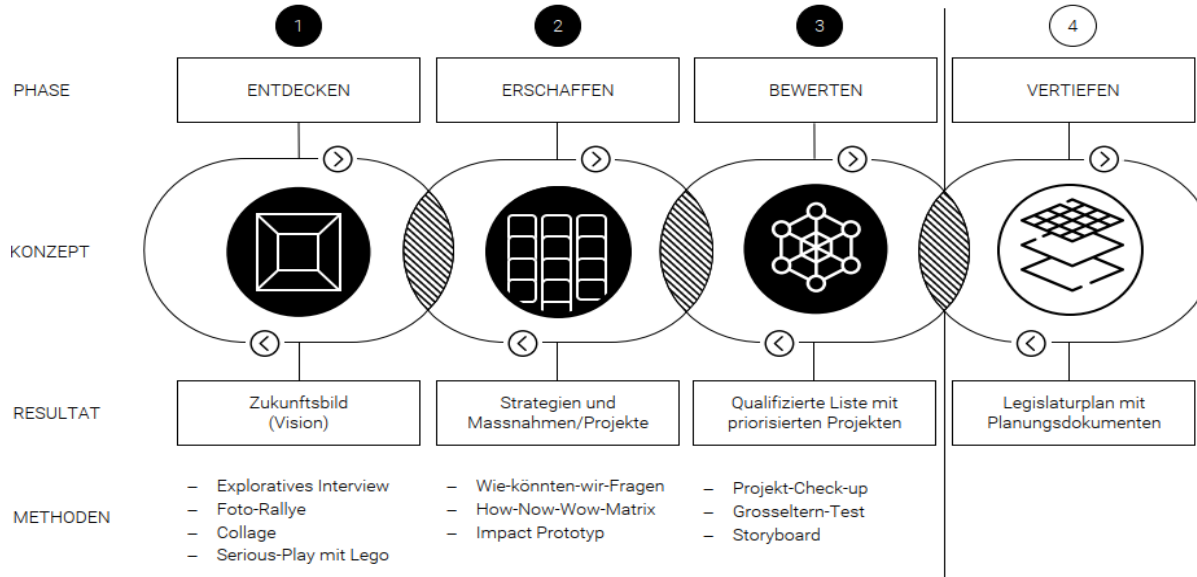 1
2
3
4
PHASE
ENTDECKEN
ERSCHAFFEN
BEWERTEN
VERTIEFEN
KONZEPT
RESULTAT
Zukunftsbild
(Vision)
Strategien und
Massnahmen/Projekte
Qualifizierte Liste mit
priorisierten Projekten
Legislaturplan mit
Planungsdokumenten
METHODEN
– Exploratives Interview
– Foto-Rallye
– Collage
– Serious-Play mit Lego
– Wie-könnten-wir-Fragen
– How-Now-Wow-Matrix
– Impact Prototyp
– Projekt-Check-up
– Grosseltern-Test
– Storyboard